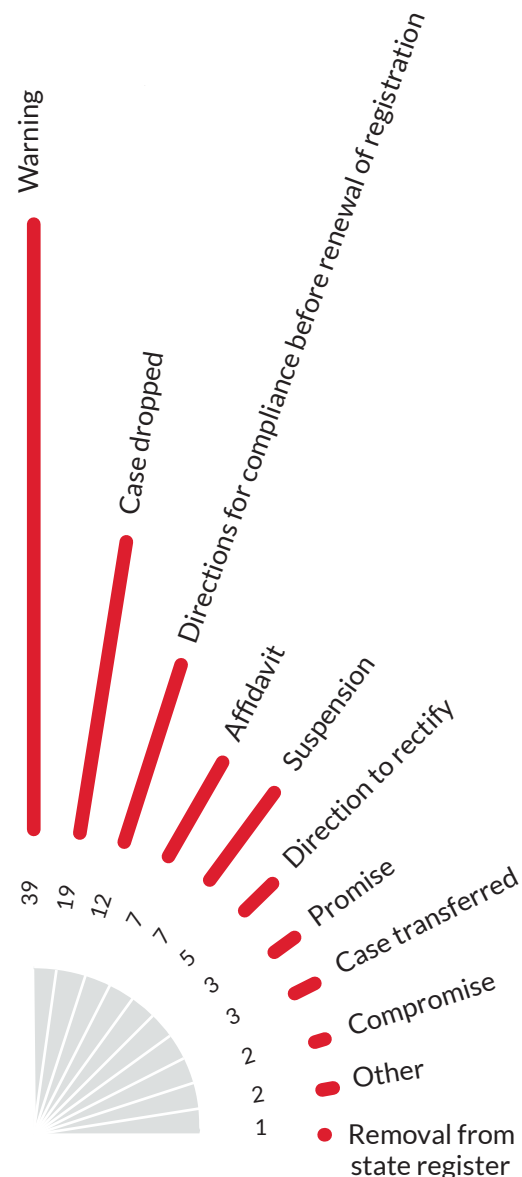 Warning
Case dropped
Directions for compliance before renewal of registration
Affidavit
Suspension
Direction to rectify
Promise
Case transferred
Compromise
Other
Removal from
state register
39
19
12
7
7
5
3
3
2
2
1